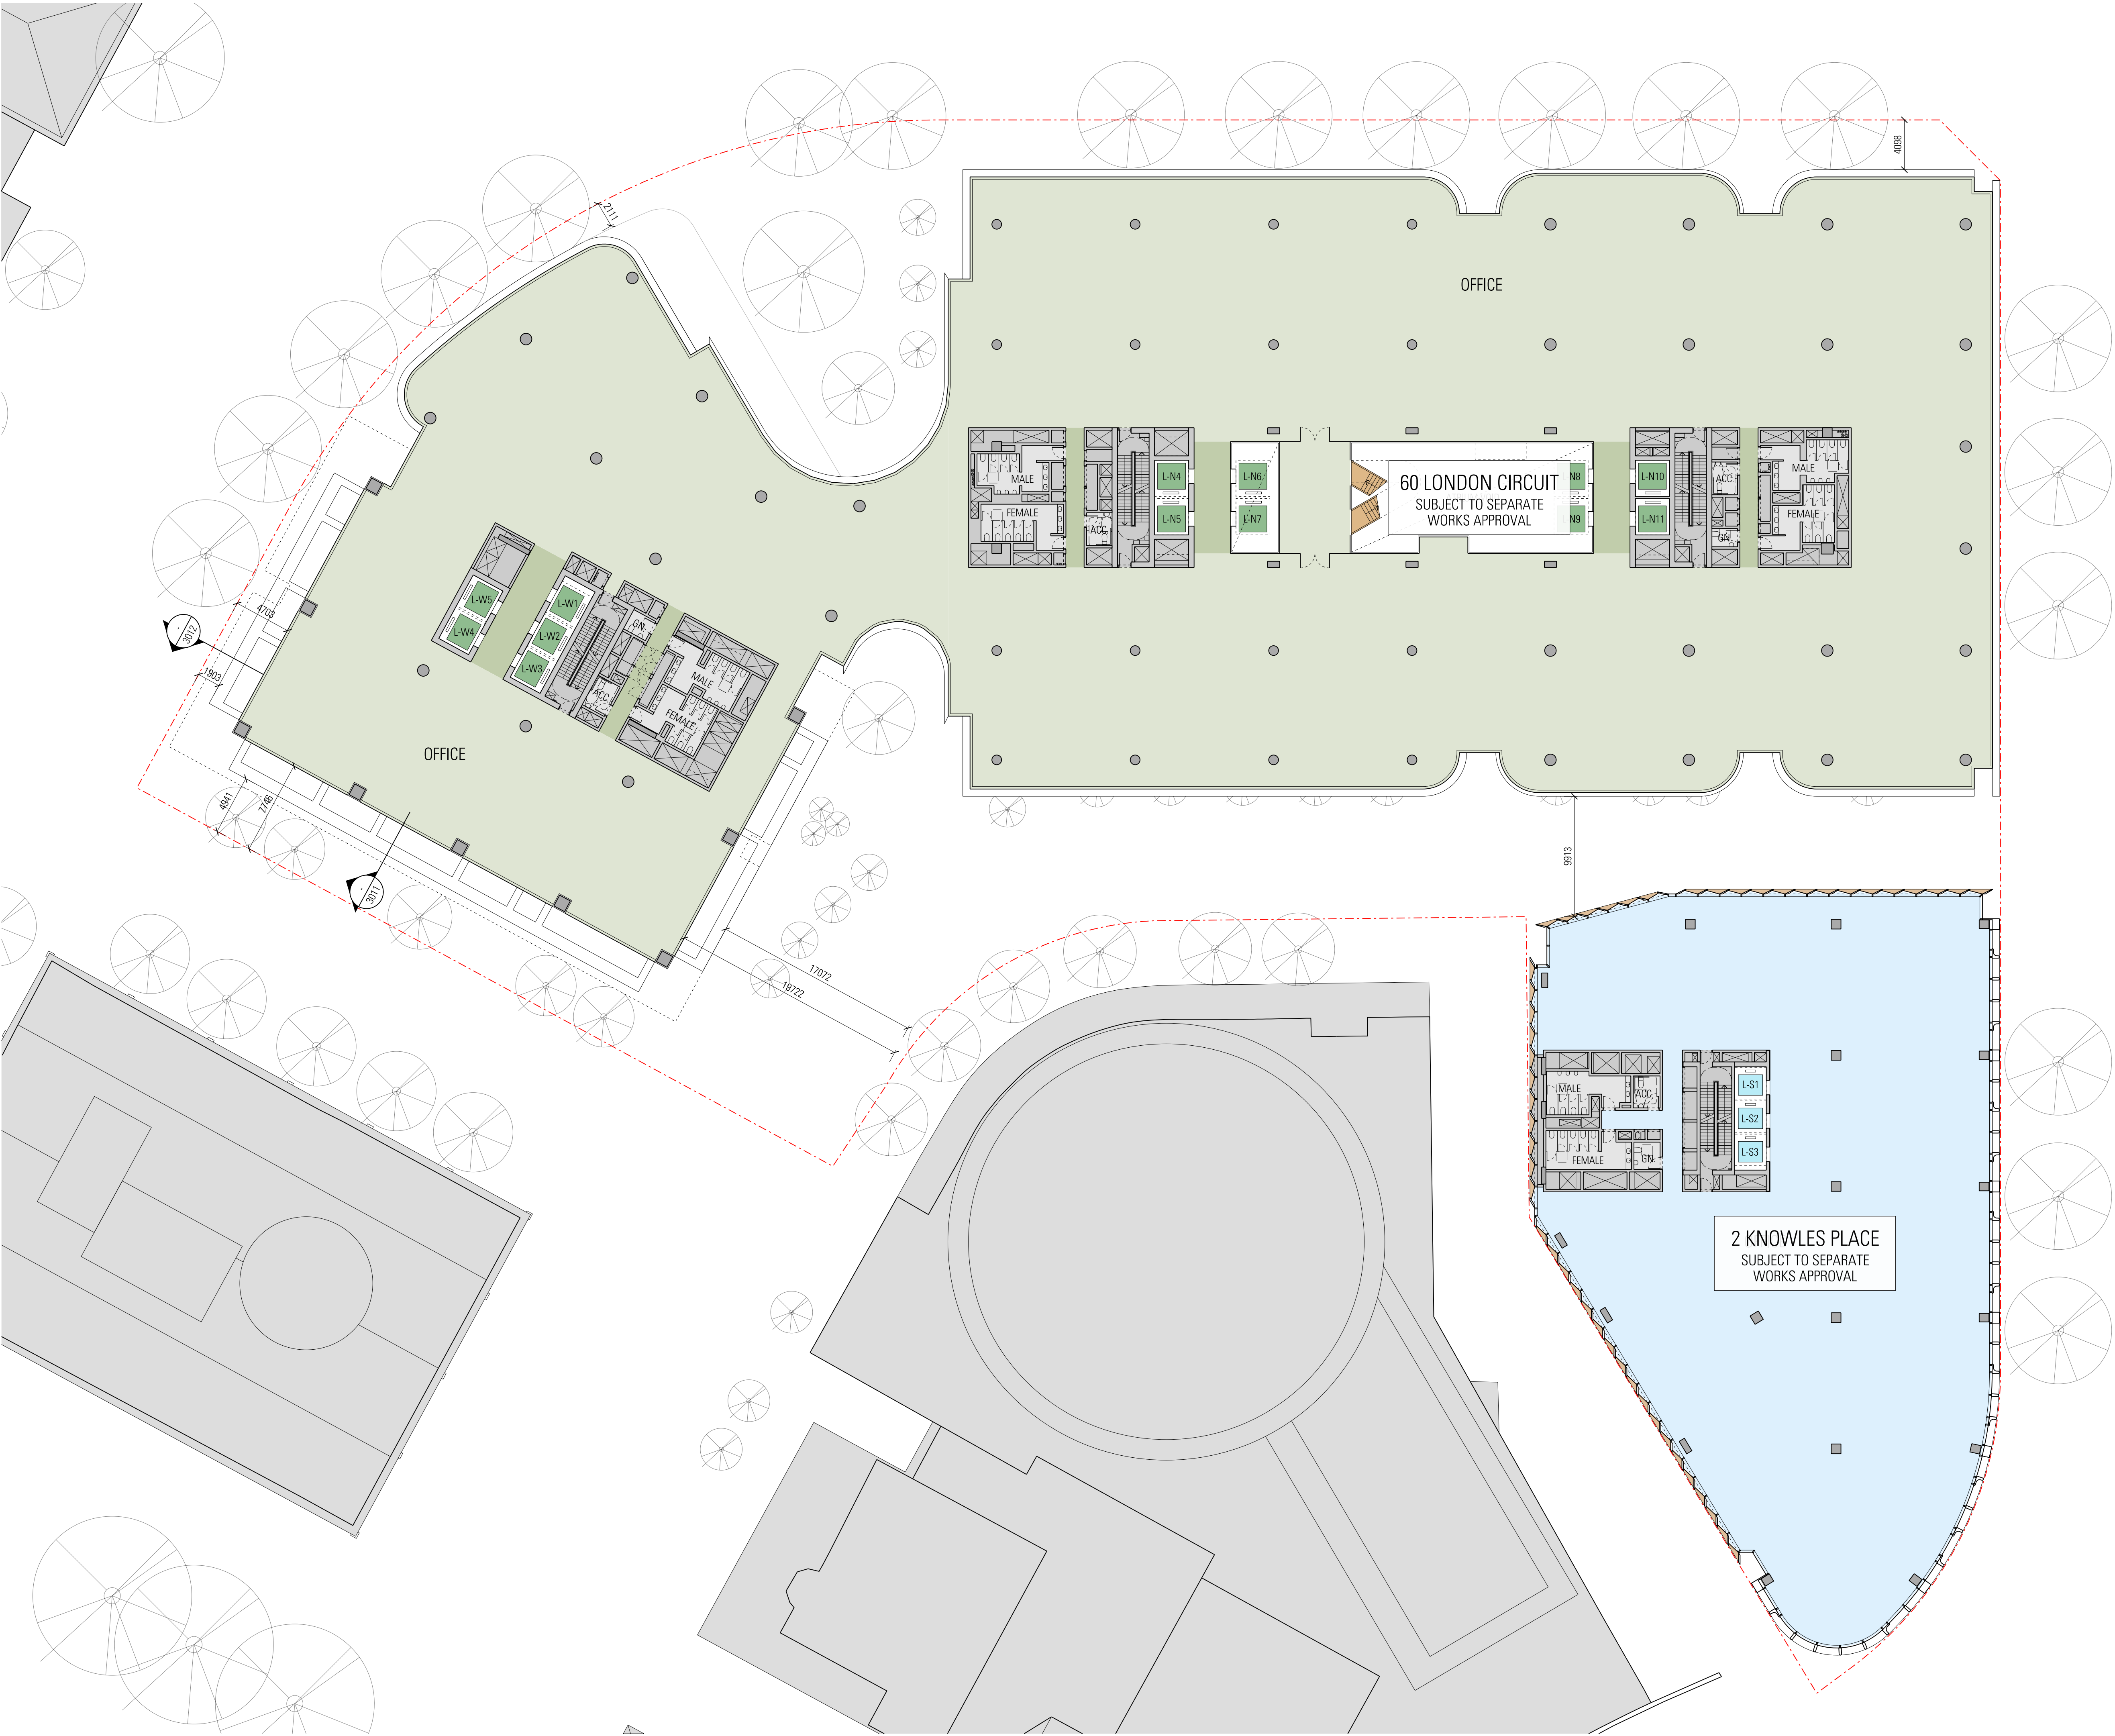 4098
2111
OFFICE
MALE
FEMALE
ACC
L-N4
L-N5
L-N6
L-N7
60 LONDON CIRCUIT
SUBJECT TO SEPARATE
WORKS APPROVAL
N8
N9
L-N10
L-N11
ACC
GN
MALE
FEMALE
L-W5
L-W4
L-W1
L-W2
L-W3
GN
ACC
MALE
FEMALE
4703
3012
1903
OFFICE
4941
7746
3011
9913
17072
19722
MALE
ACC
FEMALE
GN
L-S1
L-S2
L-S3
2 KNOWLES PLACE
SUBJECT TO SEPARATE
WORKS APPROVAL